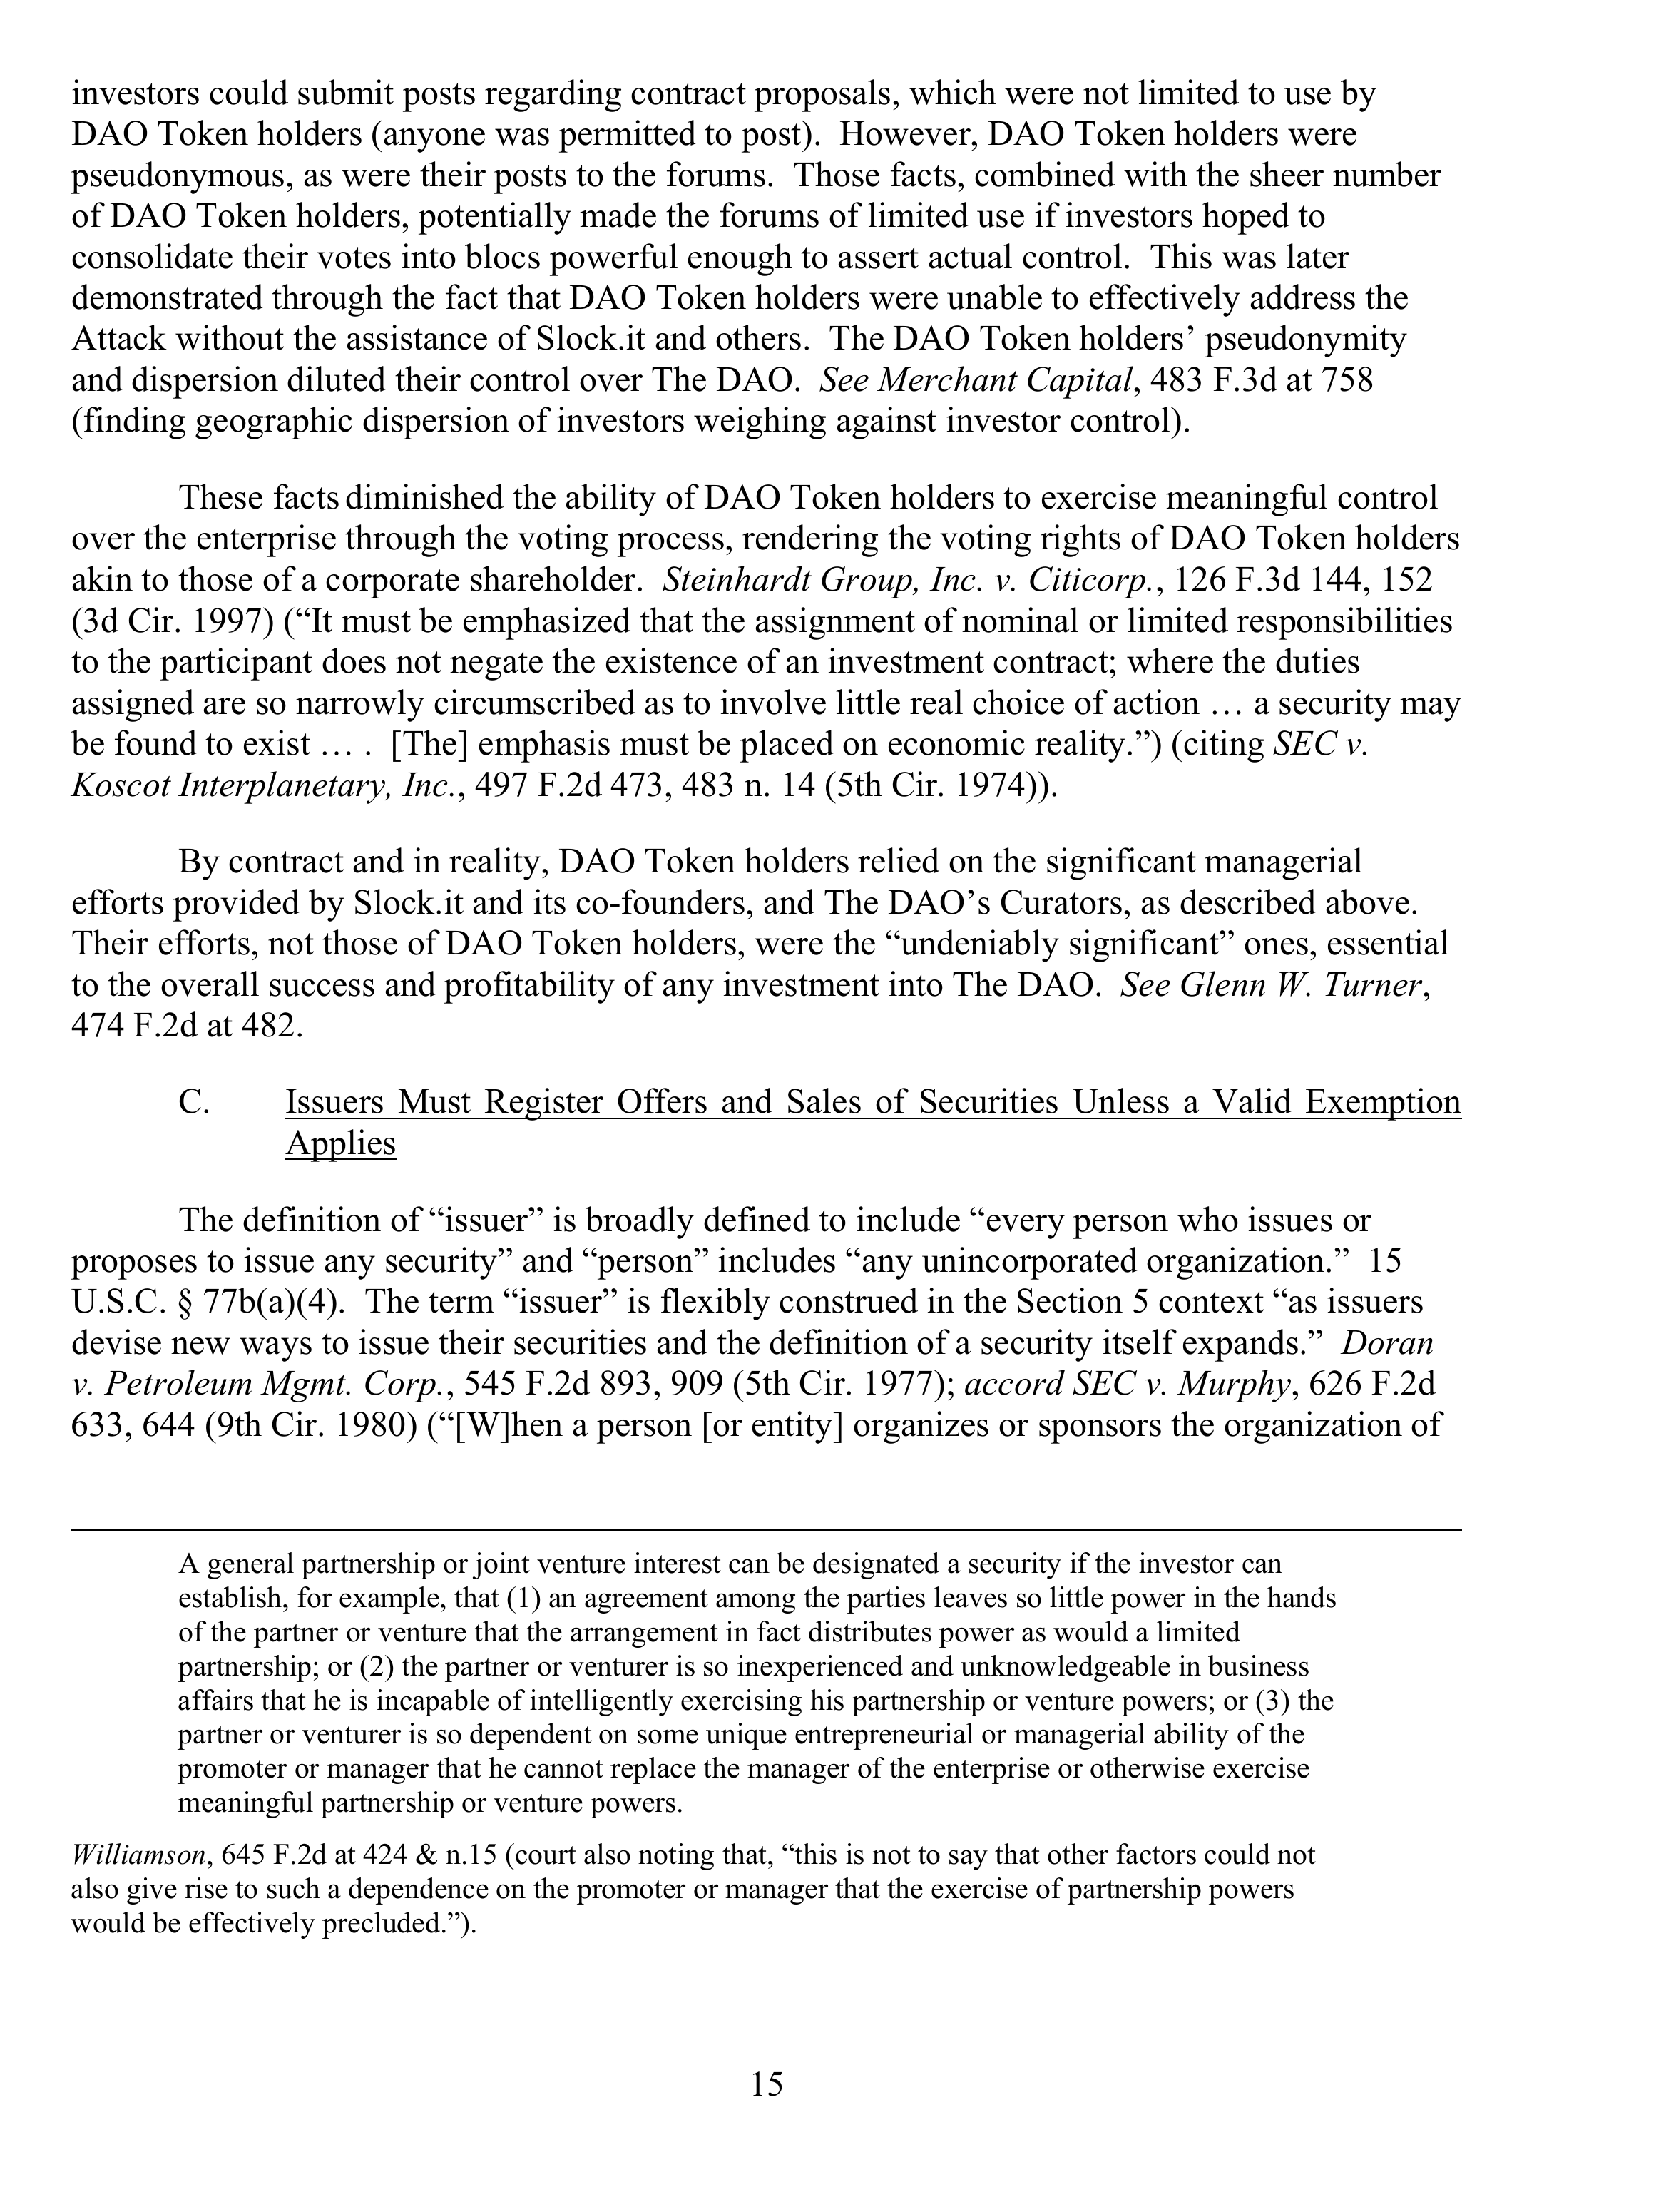 investors could submit posts regarding contract proposals, which were not limited to use by
DAO Token holders (anyone was permitted to post).  However, DAO Token holders were
pseudonymous, as were their posts to the forums.  Those facts, combined with the sheer number
of DAO Token holders, potentially made the forums of limited use if investors hoped to
consolidate their votes into blocs powerful enough to assert actual control.  This was later
demonstrated through the fact that DAO Token holders were unable to effectively address the
Attack without the assistance of Slock.it and others.  The DAO Token holders’ pseudonymity
and dispersion diluted their control over The DAO.  See Merchant Capital, 483 F.3d at 758
(finding geographic dispersion of investors weighing against investor control).
These facts diminished the ability of DAO Token holders to exercise meaningful control
over the enterprise through the voting process, rendering the voting rights of DAO Token holders
akin to those of a corporate shareholder.  Steinhardt Group, Inc. v. Citicorp., 126 F.3d 144, 152
(3d Cir. 1997) (“It must be emphasized that the assignment of nominal or limited responsibilities
to the participant does not negate the existence of an investment contract; where the duties
assigned are so narrowly circumscribed as to involve little real choice of action … a security may
be found to exist … .  [The] emphasis must be placed on economic reality.”) (citing SEC v.
Koscot Interplanetary, Inc., 497 F.2d 473, 483 n. 14 (5th Cir. 1974)).
By contract and in reality, DAO Token holders relied on the significant managerial
efforts provided by Slock.it and its co-founders, and The DAO’s Curators, as described above.
Their efforts, not those of DAO Token holders, were the “undeniably significant” ones, essential
to the overall success and profitability of any investment into The DAO.  See Glenn W. Turner,
474 F.2d at 482.
C. Issuers Must Register Offers and Sales of Securities Unless a Valid Exemption
Applies
The definition of “issuer” is broadly defined to include “every person who issues or
proposes to issue any security” and “person” includes “any unincorporated organization.”  15
U.S.C. § 77b(a)(4).  The term “issuer” is flexibly construed in the Section 5 context “as issuers
devise new ways to issue their securities and the definition of a security itself expands.”  Doran
v. Petroleum Mgmt. Corp., 545 F.2d 893, 909 (5th Cir. 1977); accord SEC v. Murphy, 626 F.2d
633, 644 (9th Cir. 1980) (“[W]hen a person [or entity] organizes or sponsors the organization of
A general partnership or joint venture interest can be designated a security if the investor can
establish, for example, that (1) an agreement among the parties leaves so little power in the hands
of the partner or venture that the arrangement in fact distributes power as would a limited
partnership; or (2) the partner or venturer is so inexperienced and unknowledgeable in business
affairs that he is incapable of intelligently exercising his partnership or venture powers; or (3) the
partner or venturer is so dependent on some unique entrepreneurial or managerial ability of the
promoter or manager that he cannot replace the manager of the enterprise or otherwise exercise
meaningful partnership or venture powers.
Williamson, 645 F.2d at 424 & n.15 (court also noting that, “this is not to say that other factors could not
also give rise to such a dependence on the promoter or manager that the exercise of partnership powers
would be effectively precluded.”).
15